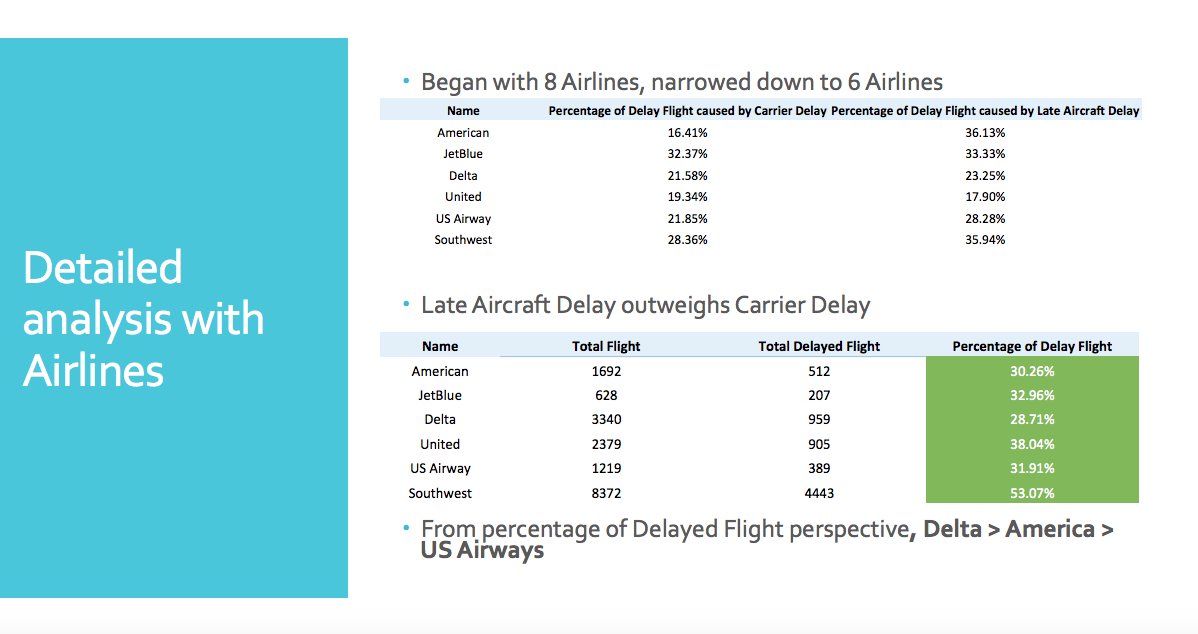 Detailed
analysis with
Airlines
• Began with 8 Airlines, narrowed down to 6 Airlines
Name Percentage of Delay Flight caused by Carrier Delay Percentage of Delay Flight caused by Late Aircraft Delay
American 16.41% 36.13%
JetBlue 32.37% 33.33%
Delta 21.58% 23.25%
United 19.34% 17.90%
US Airway 21.85% 28.28%
Southwest 28.36% 35.94%
• Late Aircraft Delay outweighs Carrier Delay
Name Total Flight Total Delayed Flight Percentage of Delay Flight
American 1692 512 30.26%
JetBlue 628 207 32.96%
Delta 3340 959 28.71%
United 2379 905 38.04%
US Airway 1219 389 31.91%
Southwest 8372 4443 53.07%
• From percentage of Delayed Flight perspective, Delta > America >
US Airways